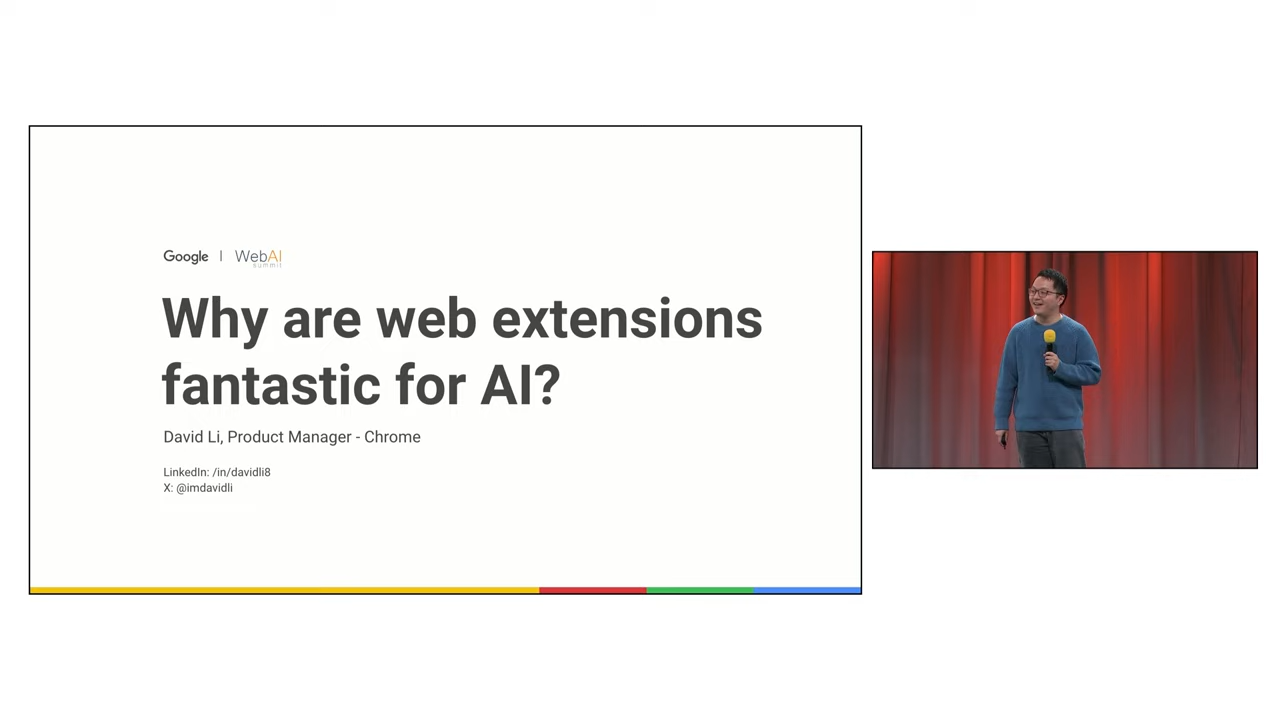 Google | WebAI
summit
Why are web extensions
fantastic for AI?
David Li, Product Manager - Chrome
LinkedIn: /in/davidli8
X: @imdavidli